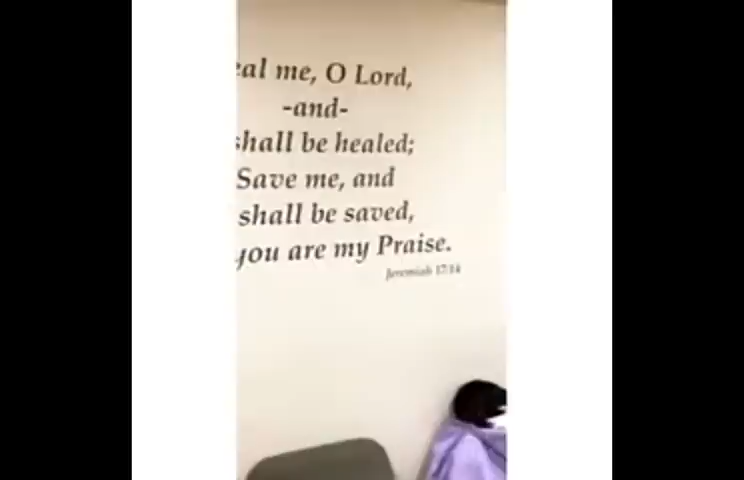 eal me, O Lord,
-and-
shall be healed;
Save me, and
shall be saved,
you are my Praise.
Jeremiah 17:14